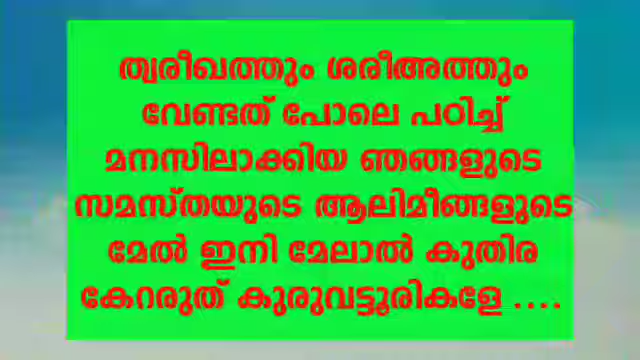 ത്വരീഖത്തും ശരീഅത്തും
വേണ്ടത് പോലെ പഠിച്ച്
മനസിലാക്കിയ ഞങ്ങളുടെ
സമസ്തയുടെ ആലിമീങ്ങളുടെ
മേൽ ഇനി മേലാൽ കുതിര
കേറരുത് കുരുവട്ടൂരികളേ ....